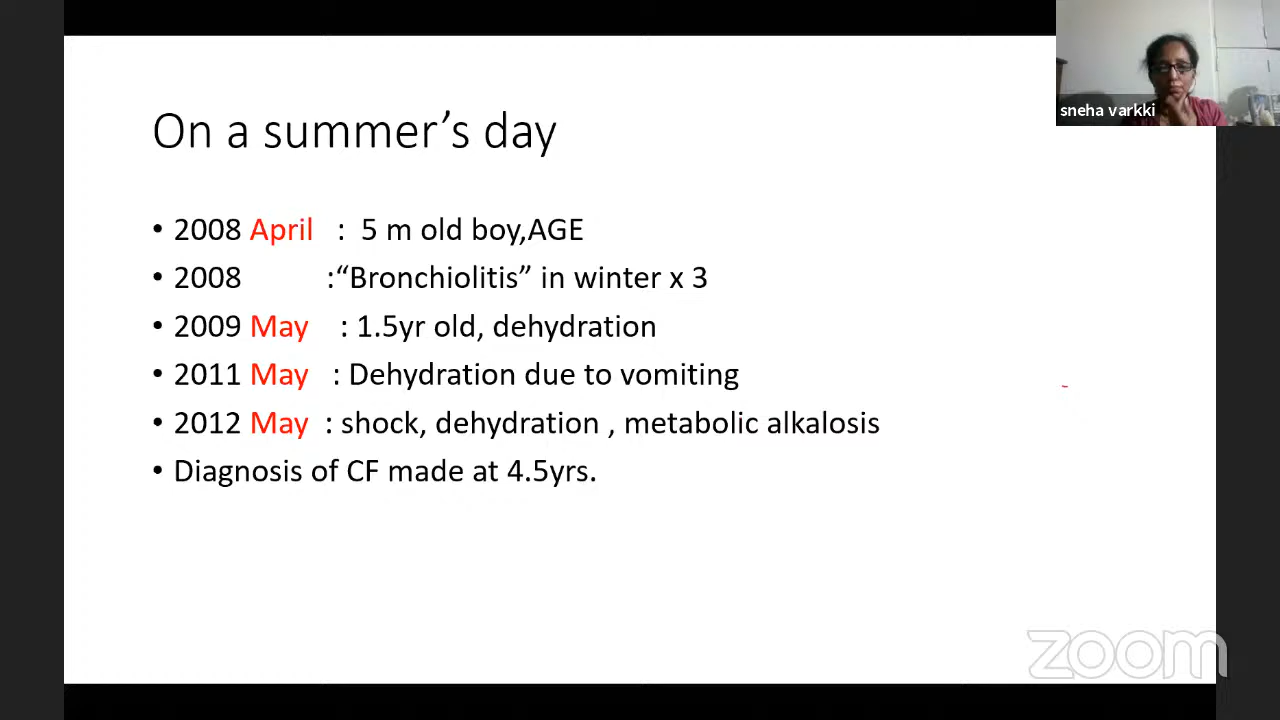 sneha varkki
On a summer’s day
• 2008 April : 5 m old boy,AGE
• 2008 :“Bronchiolitis” in winter x 3
• 2009 May : 1.5yr old, dehydration
• 2011 May : Dehydration due to vomiting
• 2012 May : shock, dehydration , metabolic alkalosis
• Diagnosis of CF made at 4.5yrs.
zoom